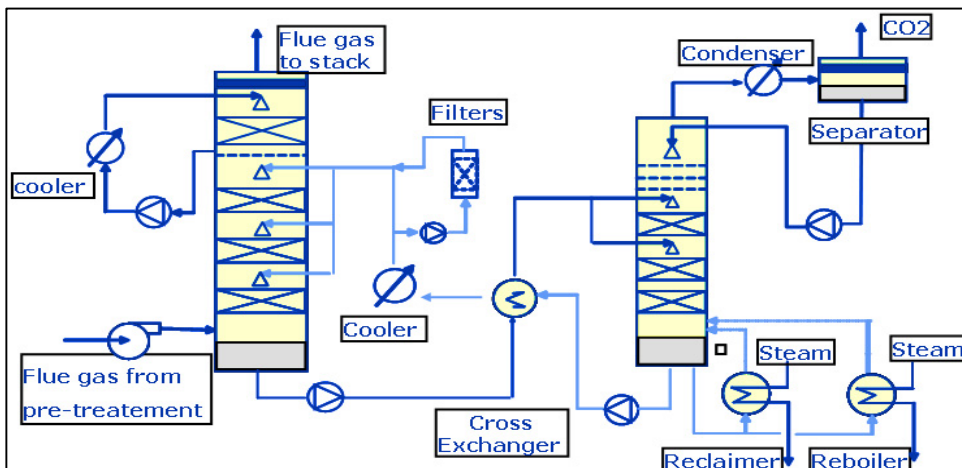 Flue gas
to stack
CO2
Condenser
Filters
Separator
cooler
Cooler
Steam
Steam
Flue gas from
pre-treatement
Cross
Exchanger
Reclaimer
Reboiler